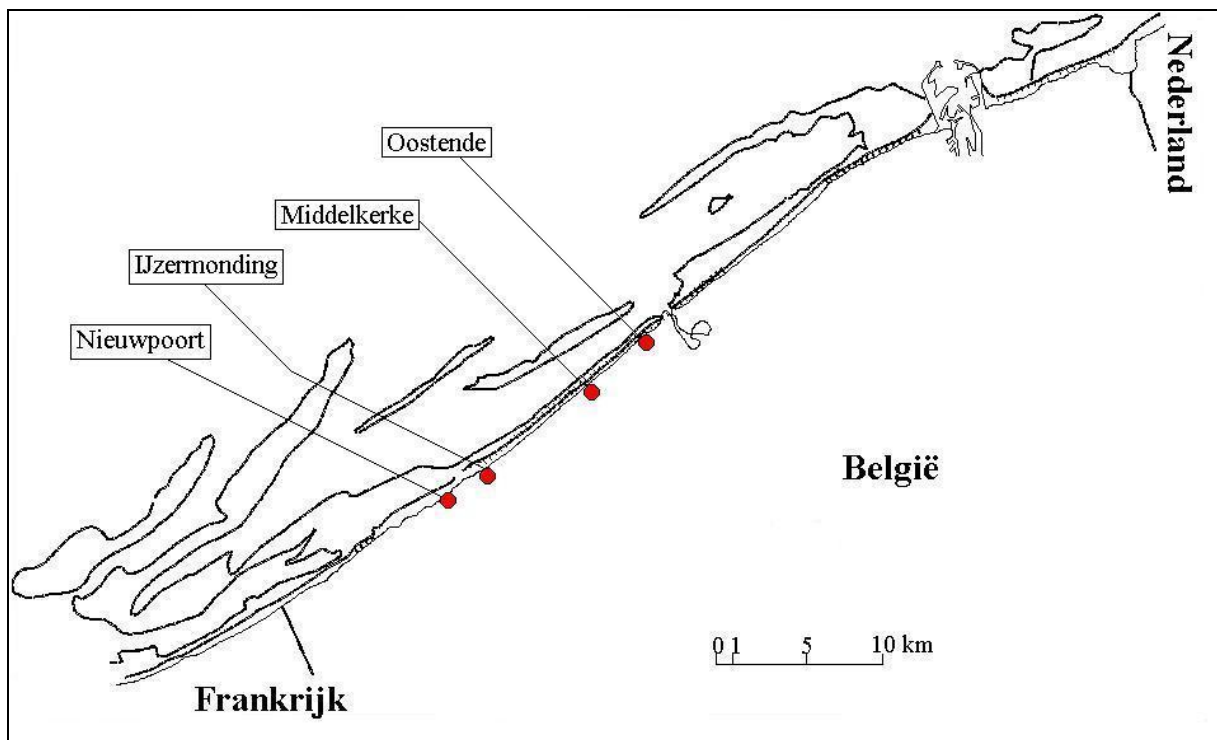 Nederland
Oostende
Middelkerke
IJzermonding
Nieuwpoort
België
0 1 5 10 km
Frankrijk